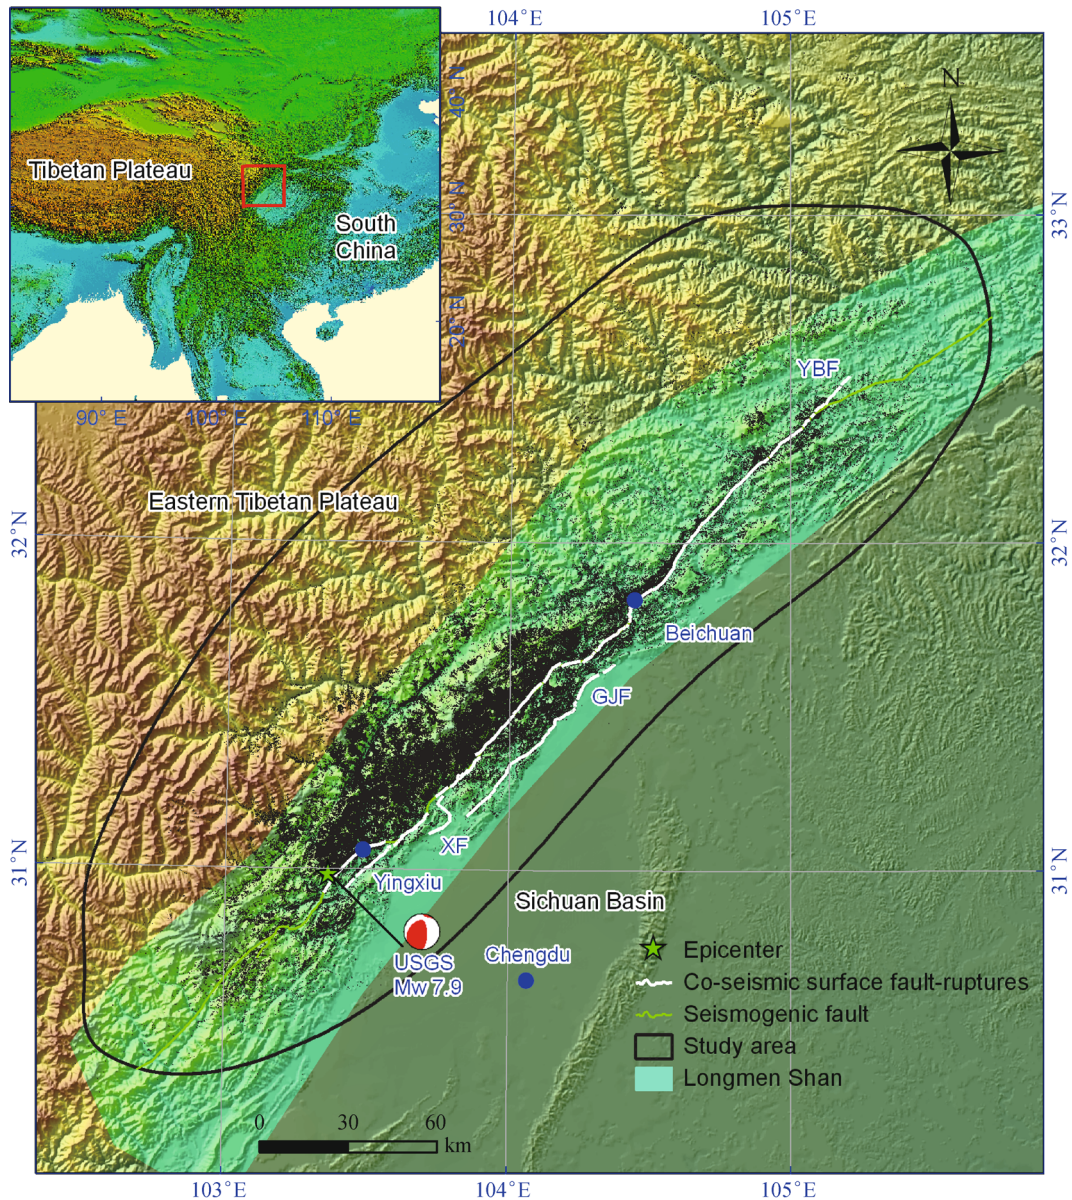 104°E
105°E
40° N
N
Tibetan Plateau
South
China
30° N
33°N
20° N
YBF
90° E
100° E
110° E
Eastern Tibetan Plateau
32°N
32°N
Beichuan
GJF
XF
31°N
31°N
Yingxiu
Sichuan Basin
USGS
Mw 7.9
Chengdu
Epicenter
Co-seismic surface fault-ruptures
Seismogenic fault
Study area
Longmen Shan
0
30
60
km
103°E
104°E
105°E